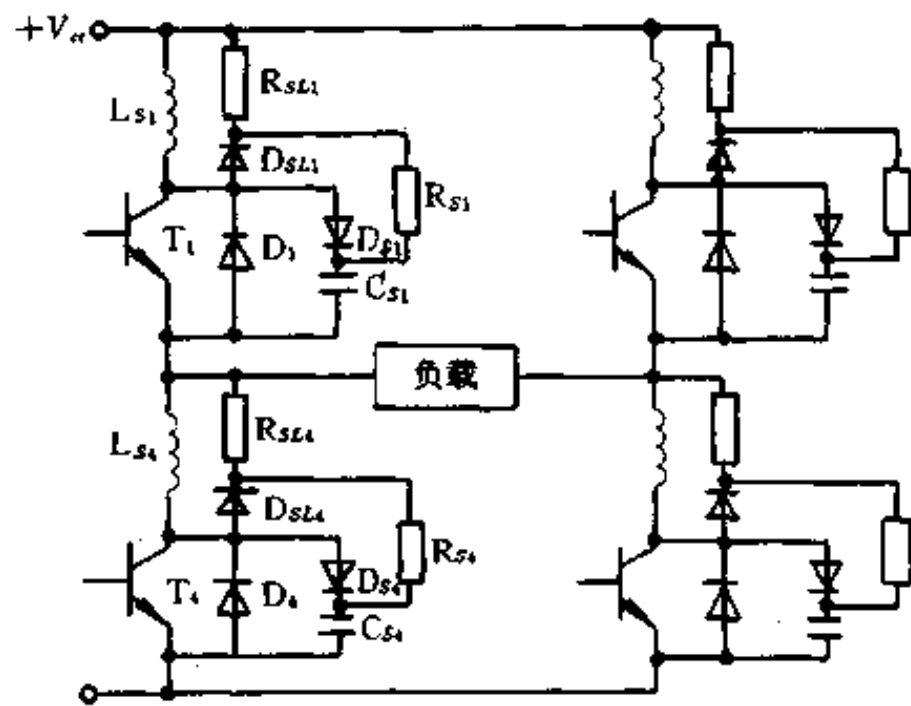 +Vcc
RSL1
LS1
DSL1
RS1
T1
D1
DS1
CS1
负载
RSL4
LS4
DSL4
RS4
T4
D4
DS4
CS4